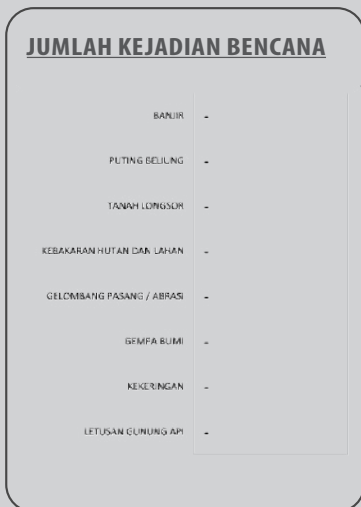 JUMLAH KEJADIAN BENCANA
BANJIR -
PUTING BELIUNG -
TANAH LONGSOR -
KEBAKARAN HUTAN DAN LAHAN -
GELOMBANG PASANG / ABRASI -
GEMPA BUMI -
KEKERINGAN -
LETUSAN GUNUNG API -